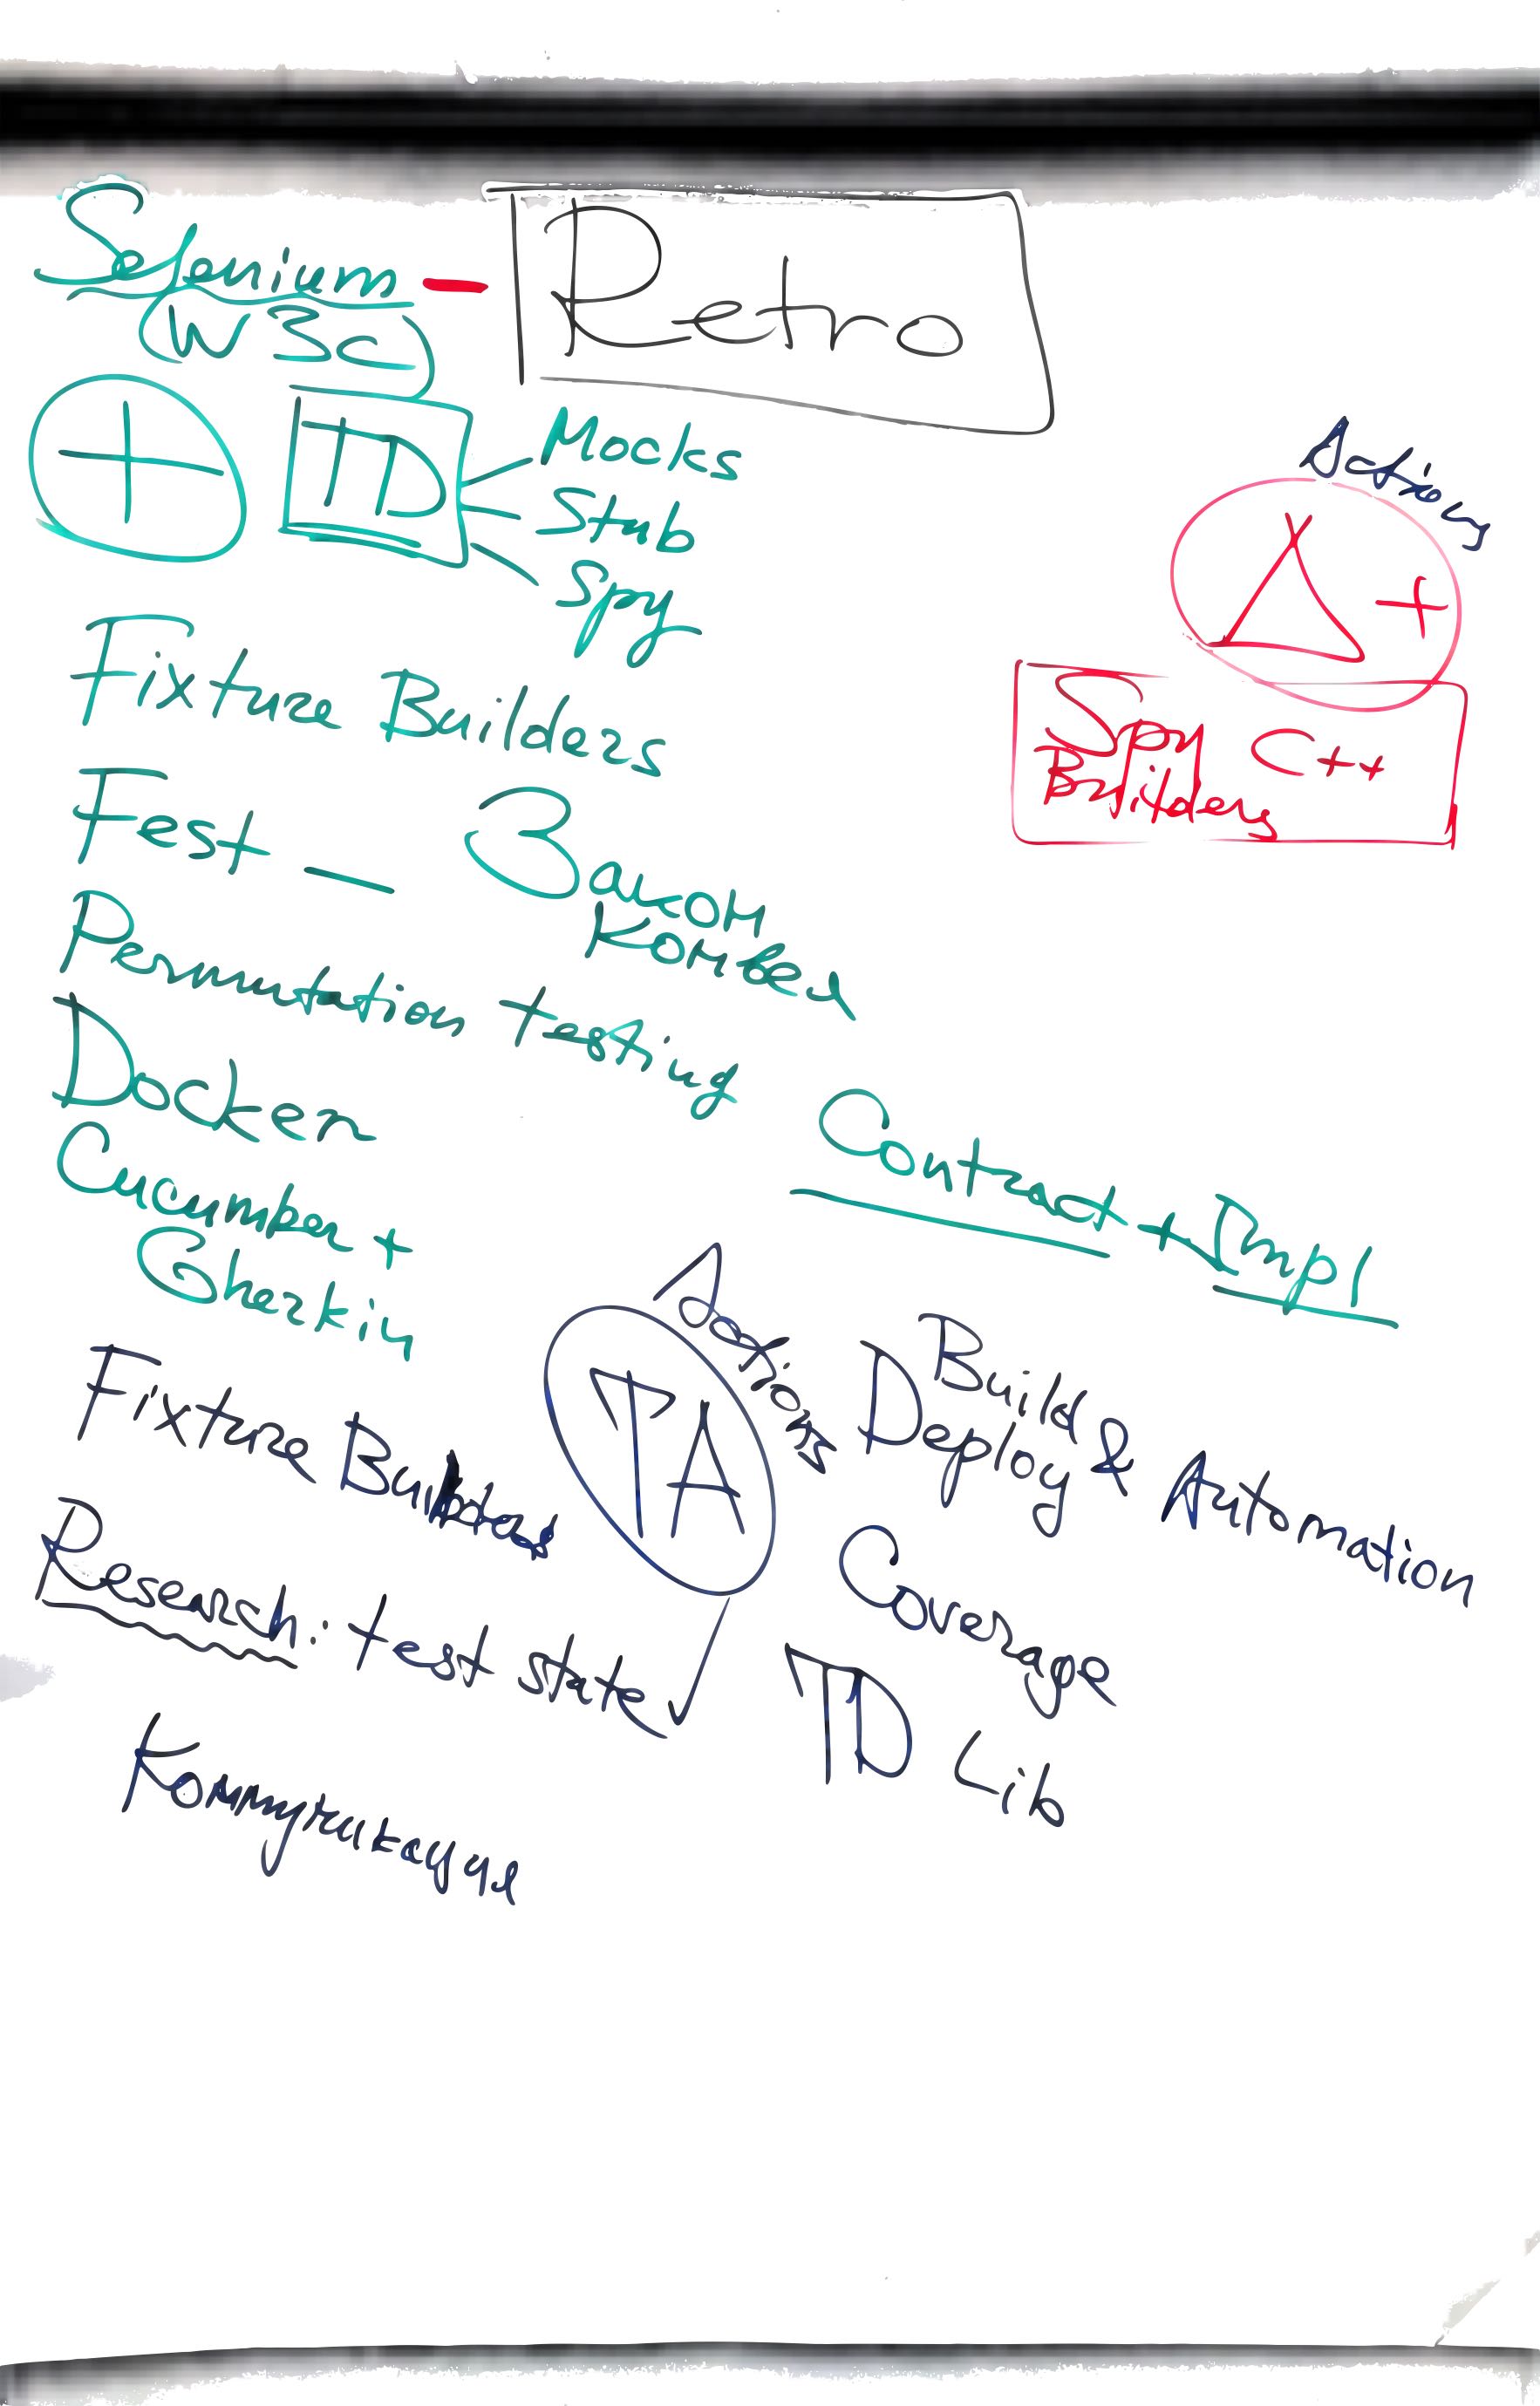 Retro
Selenium -
(W3C)
+
TD
Mocks
Stub
Spy
Actions
Δ +
Spy C++
Builders
Fixture Builders
Fest — Закон
Конвея
Permutation testing
Docker
Cucumber +
Gherkin
Contract + Impl
Actions
TA
Fixture Builders
Research: test state
Коммуникация
Build &
Deploy Automation
Coverage
TD Lib